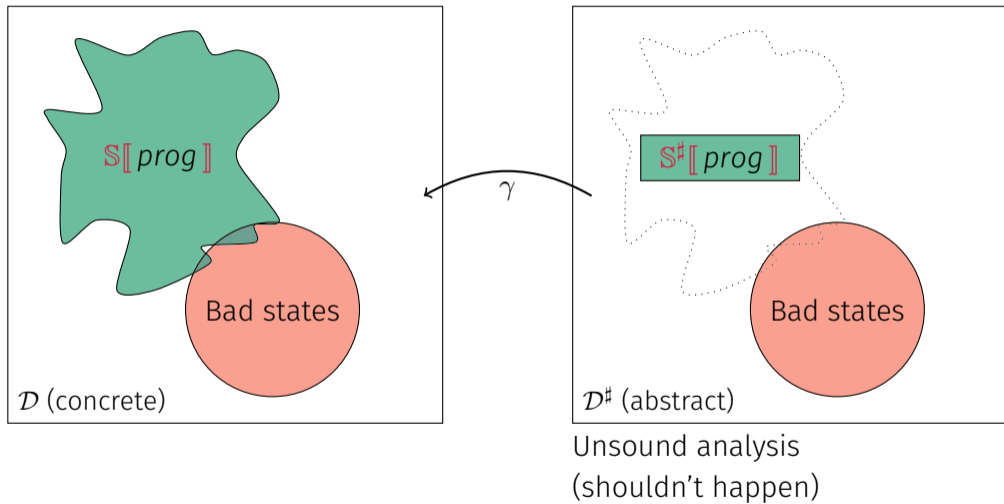 𝕊⟦prog⟧
Bad states
𝒟 (concrete)
γ
𝕊♯⟦prog⟧
Bad states
𝒟♯ (abstract)
Unsound analysis
(shouldn't happen)